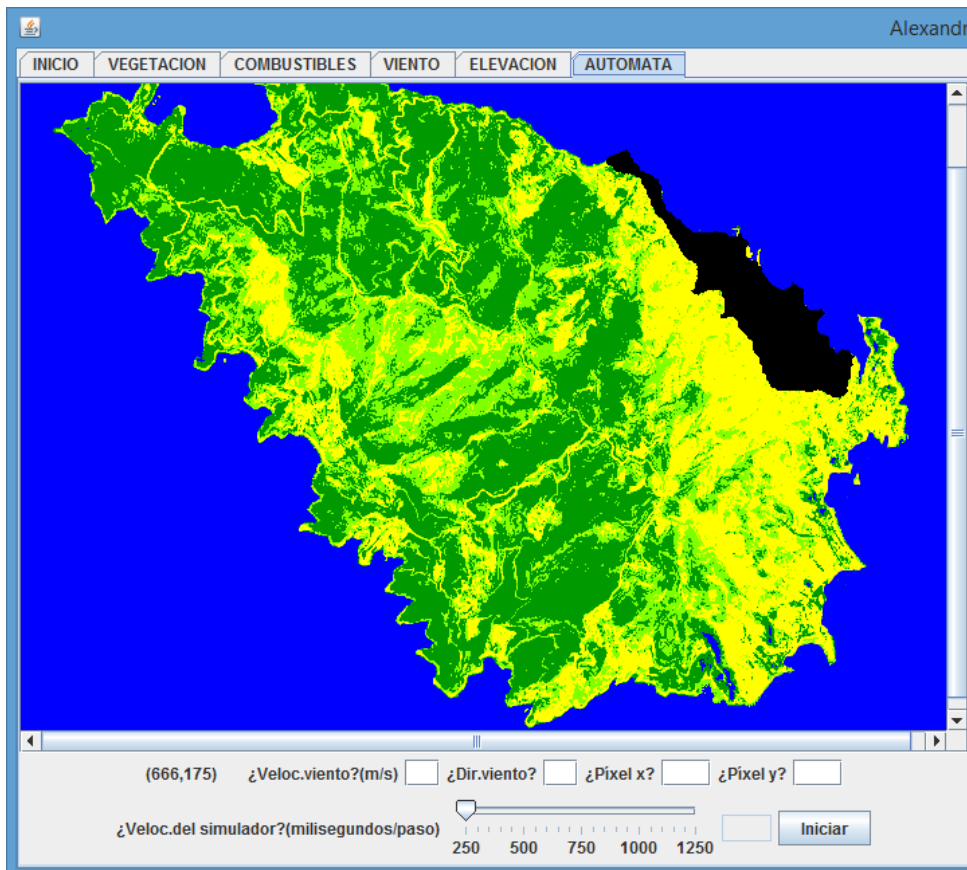 Alexandr
INICIO VEGETACION COMBUSTIBLES VIENTO ELEVACION AUTOMATA
(666,175) ¿Veloc.viento?(m/s) ¿Dir.viento? ¿Píxel x? ¿Píxel y?
¿Veloc.del simulador?(milisegundos/paso) Iniciar
250 500 750 1000 1250